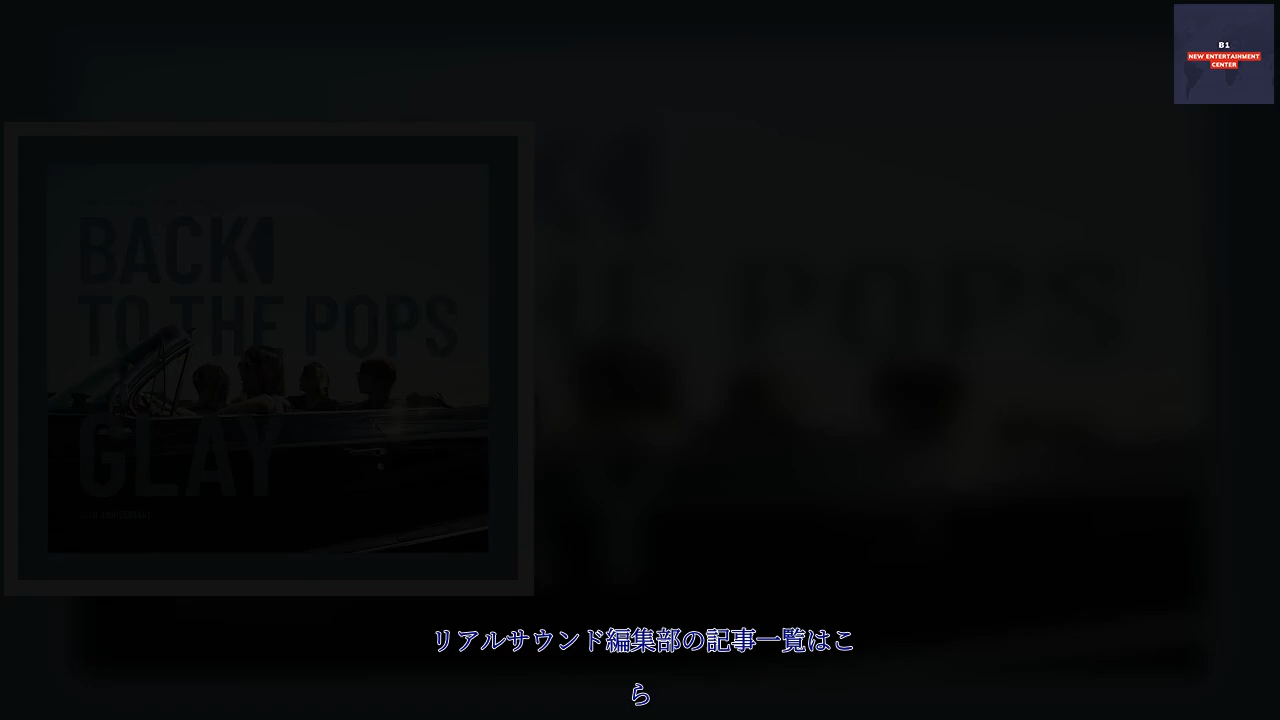 B1
NEW ENTERTAINMENT
CENTER
BACK
TO THE POPS
GLAY
リアルサウンド編集部の記事一覧はこ
ら